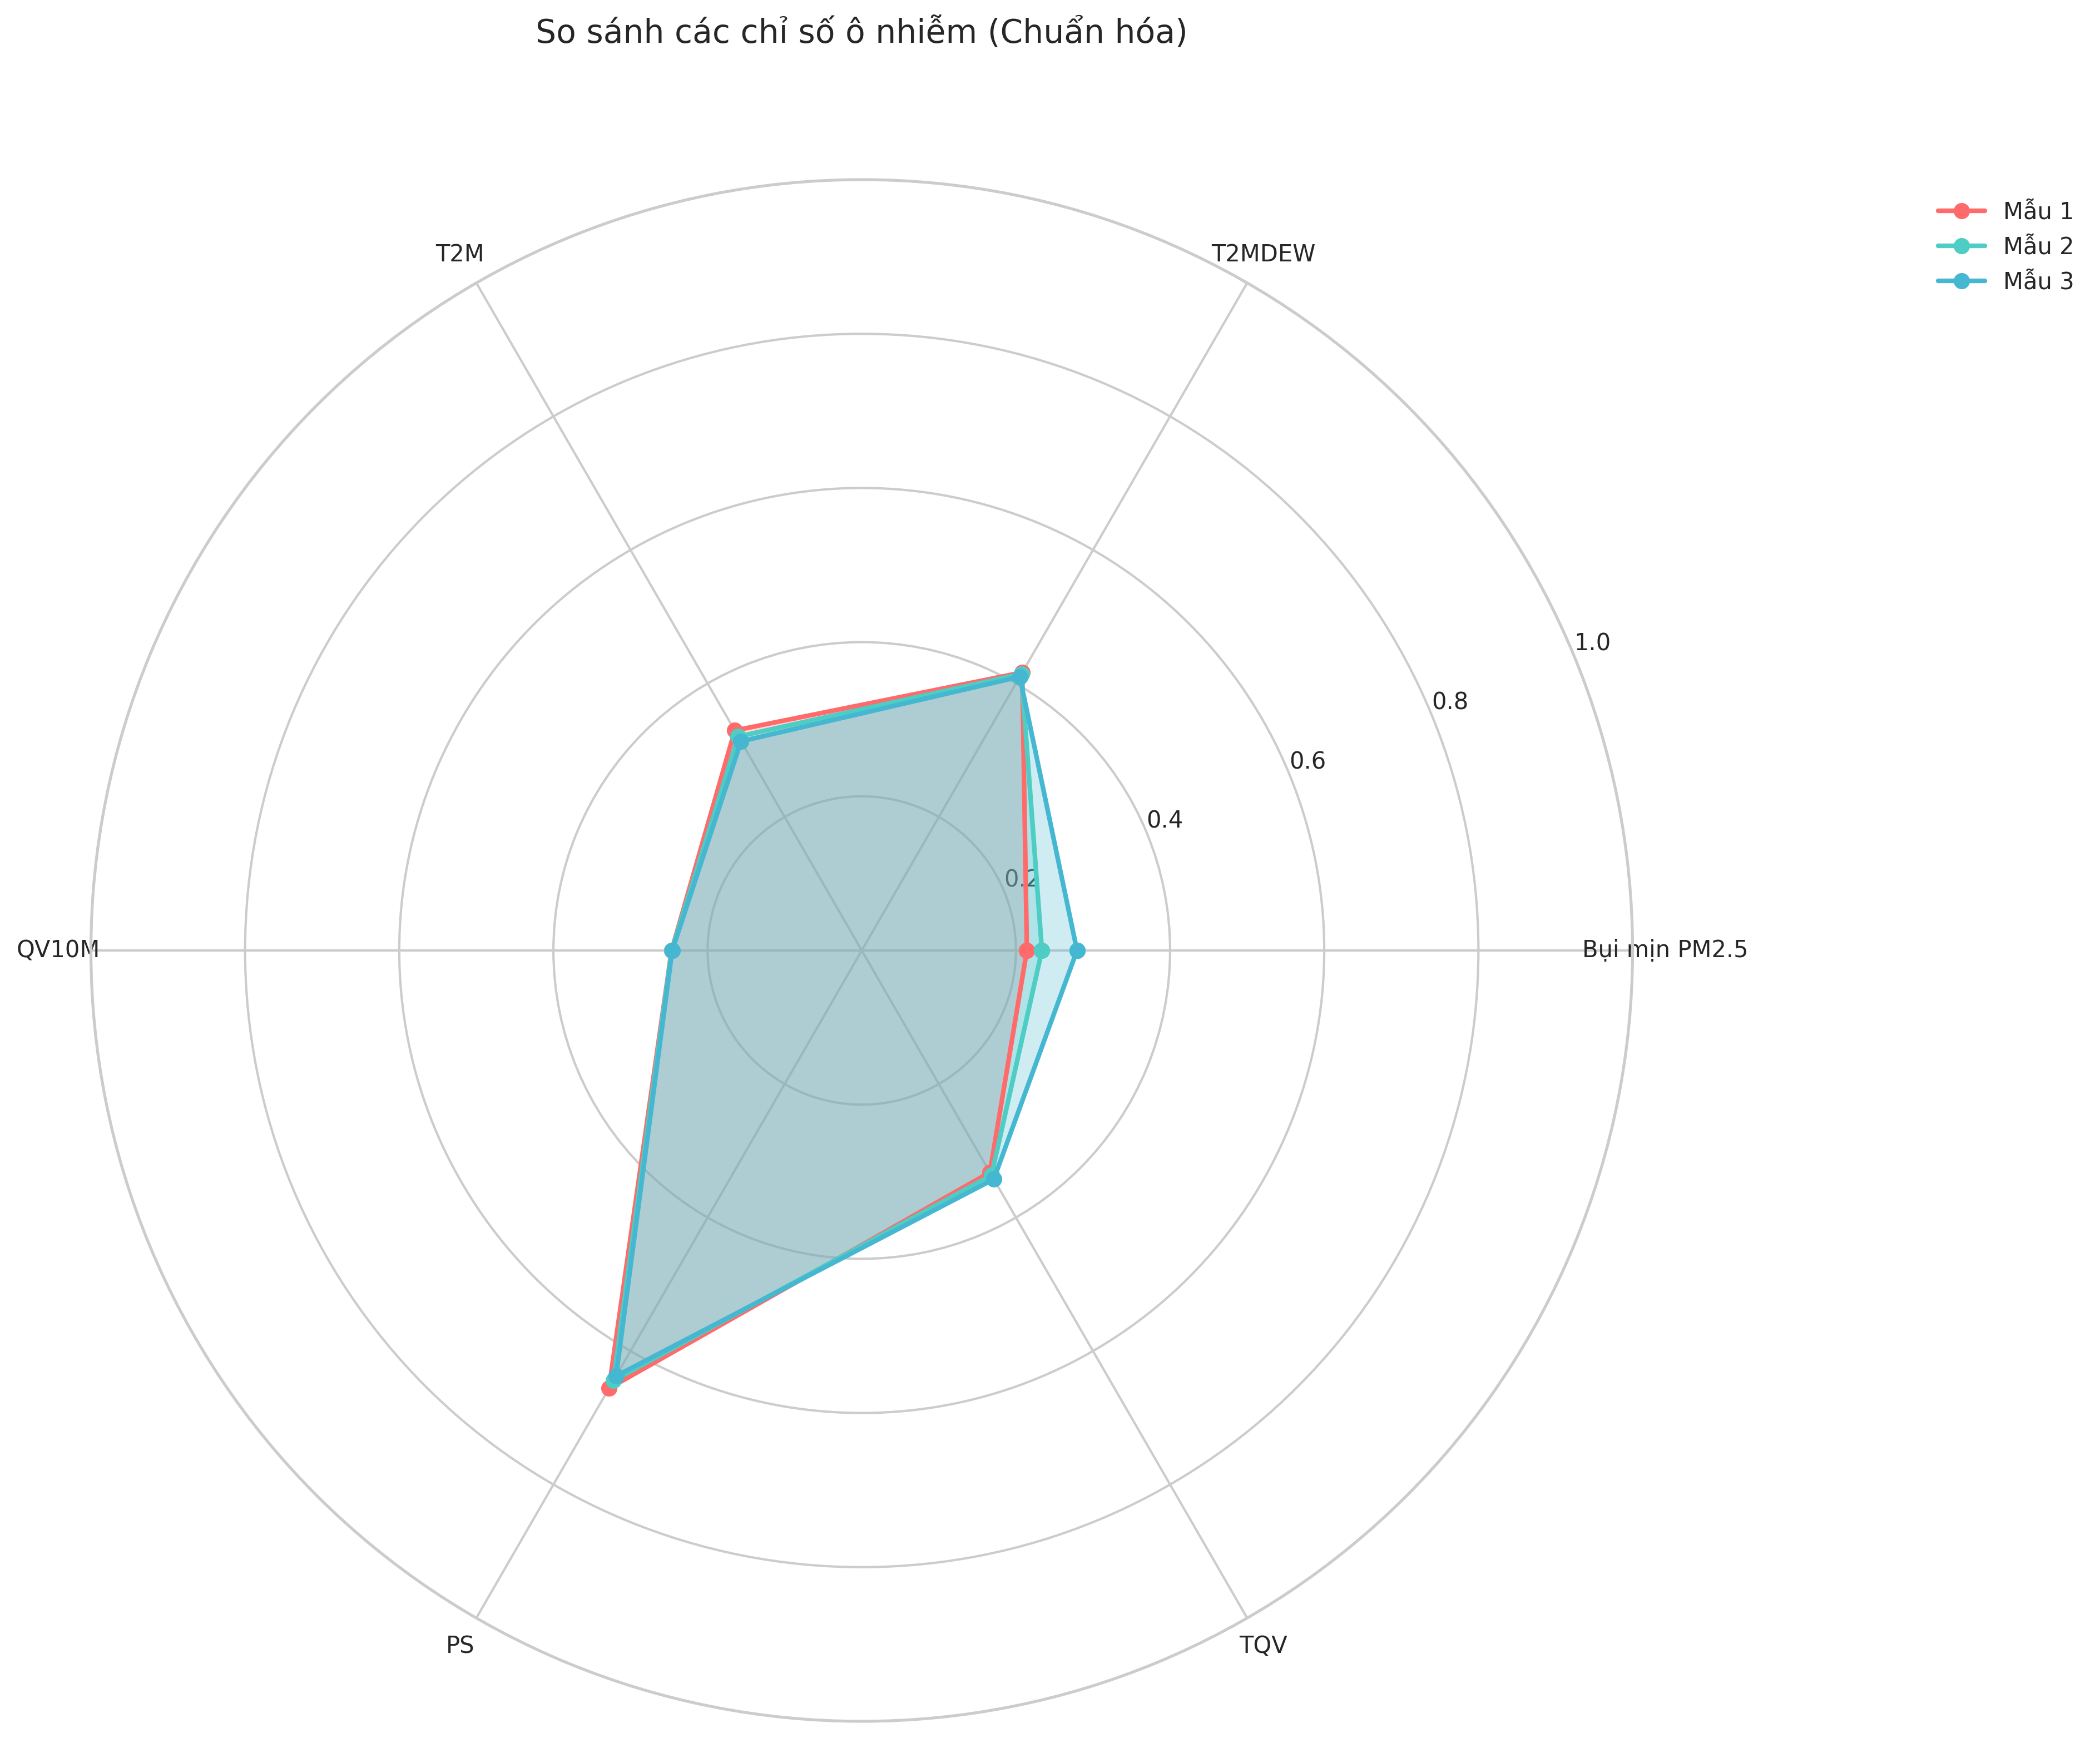 So sánh các chỉ số ô nhiễm (Chuẩn hóa)
Mẫu 1
Mẫu 2
Mẫu 3
T2M
T2MDEW
1.0
0.8
0.6
0.4
0.2
QV10M
Bụi mịn PM2.5
PS
TQV